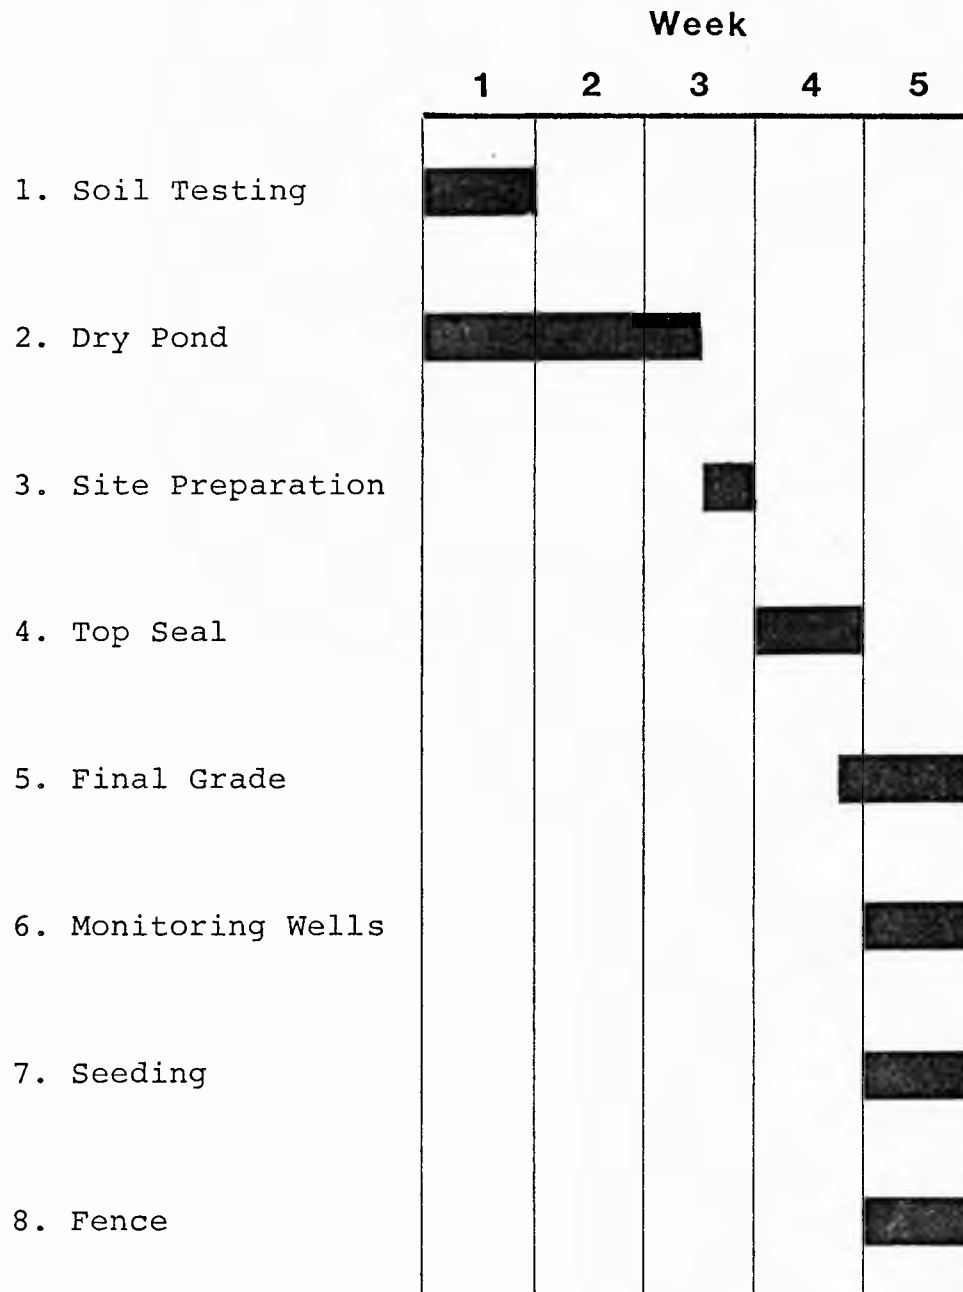 Week
1 2 3 4 5
1. Soil Testing
2. Dry Pond
3. Site Preparation
4. Top Seal
5. Final Grade
6. Monitoring Wells
7. Seeding
8. Fence